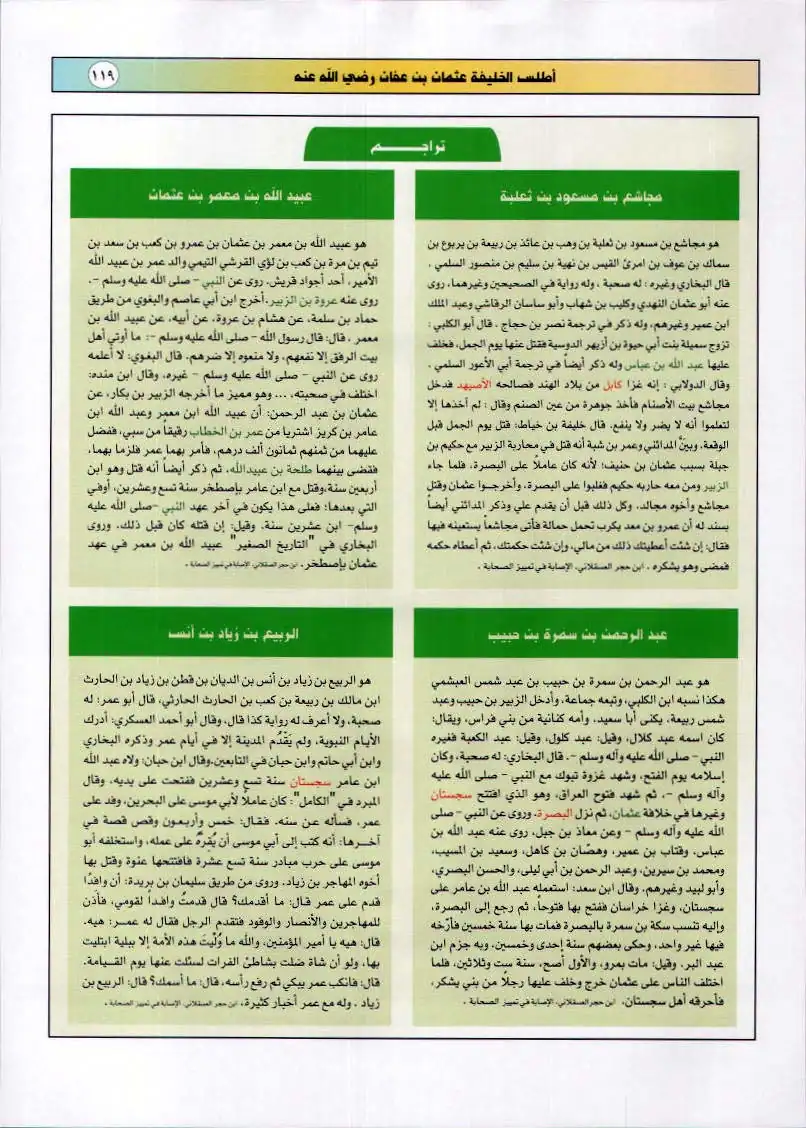 أطلس الخليفة عثمان بن عفان رضي الله عنه
١١٩
تراجم
مجاشع بن مسعود بن ثعلبة
هو مجاشع بن مسعود بن ثعلبة بن وهب بن عائذ بن ربيعة بن يربوع بن
سماك بن عوف بن امرئ القيس بن نهية بن سليم بن منصور السلمي .
قال البخاري وغيره : له صحبة ، وله رواية في الصحيحين وغيرهما، روى
عنه أبو عثمان النهدي وكليب بن شهاب وأبو ساسان الرقاشي وعبد الملك
ابن عمير وغيرهم، وله ذكر في ترجمة نصر بن حجاج . قال أبو الكلبي :
تزوج سميلة بنت أبي حيوة بن أزيهر الدوسية فقتل عنها يوم الجمل، فخلف
عليها عبد الله بن عباس وله ذكر أيضاً في ترجمة أبي الأعور السلمي .
وقال الدولابي : إنه غزا كابل من بلاد الهند فصالحه الأصبهد فدخل
مجاشع بيت الأصنام فأخذ جوهرة من عين الصنم وقال : لم آخذها إلا
لتعلموا أنه لا يضر ولا ينفع. قال خليفة بن خياط: قتل يوم الجمل قبل
الوقعة. وبيَّن المدائني وعمر بن شبة أنه قتل في محاربة الزبير مع حكيم بن
جبلة بسبب عثمان بن حنيف؛ لأنه كان عاملاً على البصرة، فلما جاء
الزبير ومن معه حاربه حكيم فغلبوا على البصرة، وأخرجوا عثمان وقتل
مجاشع وأخوه مجالد. وكل ذلك قبل أن يقدم علي وذكر المدائني أيضاً
بسند له أن عمرو بن معد يكرب تحمل حمالة فأتى مجاشعاً يستعينه فيها
فقال: إن شئت أعطيتك ذلك من مالي، وإن شئت حكمتك، ثم أعطاه حكمه
فمضى وهو يشكره . ابن حجر العسقلاني، الإصابة في تمييز الصحابة .
عبيد الله بن معمر بن عثمان
هو عبيد الله بن معمر بن عثمان بن عمرو بن كعب بن سعد بن
تيم بن مرة بن كعب بن لؤي القرشي التيمي والد عمر بن عبيد الله
الأمير، أحد أجواد قريش. روى عن النبي – صلى الله عليه وسلم –.
روى عنه عروة بن الزبير. أخرج ابن أبي عاصم والبغوي من طريق
حماد بن سلمة، عن هشام بن عروة، عن أبيه، عن عبيد الله بن
معمر ، قال: قال رسول الله – صلى الله عليه وسلم –: ما أوتي أهل
بيت الرفق إلا نفعهم، ولا منعوه إلا ضرهم. قال البغوي: لا أعلمه
روى عن النبي – صلى الله عليه وسلم – غيره، وقال ابن منده:
اختلف في صحبته، ... وهو مميز ما أخرجه الزبير بن بكار، عن
عثمان بن عبد الرحمن: أن عبيد الله ابن معمر وعبد الله ابن
عامر بن كريز اشتريا من عمر بن الخطاب رقيقاً من سبي، ففضل
عليهما من ثمنهم ثمانون ألف درهم، فأمر بهما عمر فلزما بهما،
فقضى بينهما طلحة بن عبيدالله، ثم ذكر أيضاً أنه قتل وهو ابن
أربعين سنة.وقتل مع ابن عامر بإصطخر سنة تسع وعشرين، أوفي
التي بعدها؛ فعلى هذا يكون في آخر عهد النبي –صلى الله عليه
وسلم– ابن عشرين سنة. وقيل: إن قتله كان قبل ذلك. وروى
البخاري في "التاريخ الصغير" عبيد الله بن معمر في عهد
عثمان بإصطخر. ابن حجر العسقلاني، الإصابة في تمييز الصحابة .
عبد الرحمن بن سمرة بن حبيب
هو عبد الرحمن بن سمرة بن حبيب بن عبد شمس العبشمي
هكذا نسبه ابن الكلبي، وتبعه جماعة، وأدخل الزبير بن حبيب وعبد
شمس ربيعة، يكنى أبا سعيد، وأمه كنانية من بني فراس، ويقال:
كان اسمه عبد كلال، وقيل: عبد كلول، وقيل: عبد الكعبة فغيره
النبي – صلى الله عليه وآله وسلم –. قال البخاري: له صحبة، وكان
إسلامه يوم الفتح، وشهد غزوة تبوك مع النبي – صلى الله عليه
وآله وسلم –، ثم شهد فتوح العراق، وهو الذي افتتح سجستان
وغيرها في خلافة عثمان، ثم نزل البصرة. وروى عن النبي– صلى
الله عليه وآله وسلم – وعن معاذ بن جبل. روى عنه عبد الله بن
عباس، وقتاب بن عمير، وهصَّان بن كاهل، وسعيد بن المسيب،
ومحمد بن سيرين، وعبد الرحمن بن أبي ليلى، والحسن البصري،
وأبو لبيد وغيرهم. وقال ابن سعد: استعمله عبد الله بن عامر على
سجستان، وغزا خراسان ففتح بها فتوحاً، ثم رجع إلى البصرة،
وإليه تنسب سكة بن سمرة بالبصرة فمات بها سنة خمسين فأرّخه
فيها غير واحد، وحكى بعضهم سنة إحدى وخمسين، وبه جزم ابن
عبد البر. وقيل: مات بمرو، والأول أصح. سنة ست وثلاثين، فلما
اختلف الناس على عثمان خرج وخلف عليها رجلاً من بني يشكر،
فأحرقه أهل سجستان. ابن حجر العسقلاني، الإصابة في تمييز الصحابة .
الربيع بن زياد بن أنس
هو الربيع بن زياد بن أنس بن الديان بن قطن بن زياد بن الحارث
ابن مالك بن ربيعة بن كعب بن الحارث الحارثي. قال أبو عمر: له
صحبة، ولا أعرف له رواية كذا قال، وقال أبو أحمد العسكري: أدرك
الأيام النبوية، ولم يَقْدُم المدينة إلا في أيام عمر وذكره البخاري
وابن أبي حاتم وابن حبان في التابعين. وقال ابن حبان: ولاه عبد الله
ابن عامر سجستان سنة تسع وعشرين ففتحت على يديه. وقال
المبرد في "الكامل": كان عاملاً لأبي موسى على البحرين، وفد على
عمر، فسأله عن سنه. فقال: خمس وأربعون وقص قصة في
آخرها: أنه كتب إلى أبي موسى أن يُقرَّه على عمله، واستخلفه أبو
موسى على حرب مبادر سنة تسع عشرة فافتتحها عنوة وقتل بها
أخوه المهاجر بن زياد. وروى من طريق سليمان بن بريدة: أن وافدًا
قدم على عمر قال: ما أقدمك؟ قال قدمتُ وافداً لقومي، فأذن
للمهاجرين والأنصار والوفود فتقدم الرجل فقال له عمر: هيه.
قال: هيه يا أمير المؤمنين، والله ما وُلِّيتَ هذه الأمة إلا ببلية ابتليت
بها، ولو أن شاة ضلت بشاطئ الفرات لسئلت عنها يوم القيامة.
قال: فانكب عمر يبكي ثم رفع رأسه. قال: ما أسمك؟ قال: الربيع بن
زياد . وله مع عمر أخبار كثيرة. ابن حجر العسقلاني، الإصابة في تمييز الصحابة .